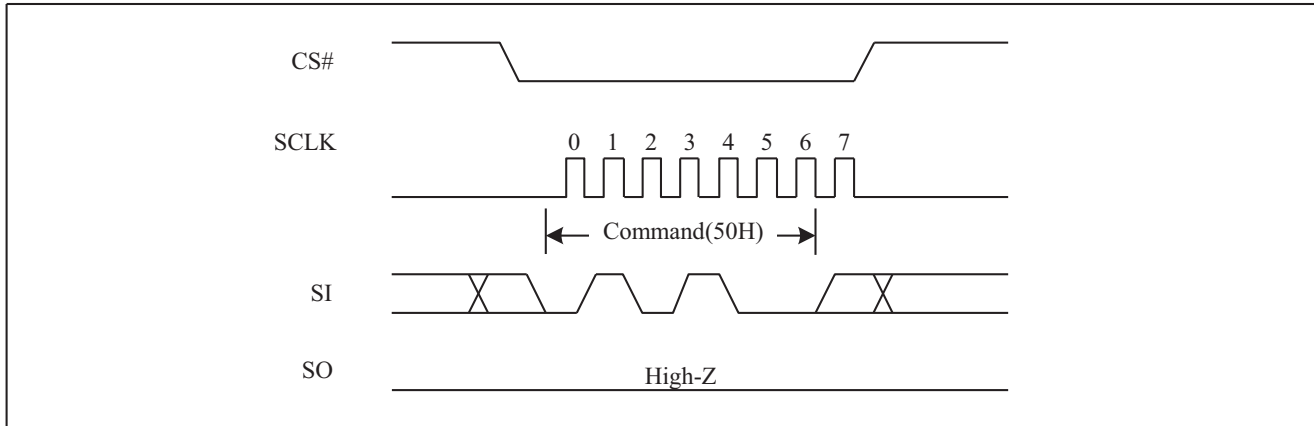 CS#
SCLK
0 1 2 3 4 5 6 7
Command(50H)
SI
SO
High-Z